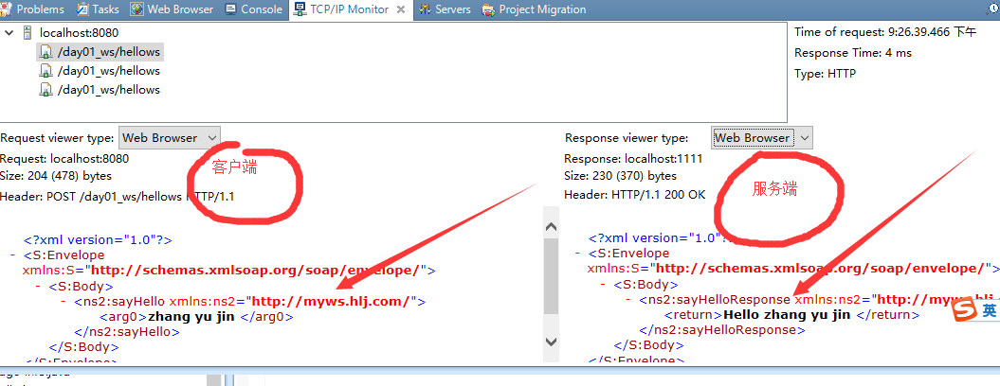 Problems Tasks Web Browser Console TCP/IP Monitor Servers Project Migration
localhost:8080
/day01_ws/hellows
/day01_ws/hellows
/day01_ws/hellows
Time of request: 9:26.39.466 下午
Response Time: 4 ms
Type: HTTP
Request viewer type: Web Browser
Request: localhost:8080
Size: 204 (478) bytes
Header: POST /day01_ws/hellows HTTP/1.1
客户端
<?xml version="1.0"?>
- <S:Envelope
xmlns:S="http://schemas.xmlsoap.org/soap/envelope/">
- <S:Body>
- <ns2:sayHello xmlns:ns2="http://myws.hlj.com/">
<arg0>zhang yu jin </arg0>
</ns2:sayHello>
</S:Body>
</S:Envelope>
Response viewer type: Web Browser
Response: localhost:1111
Size: 230 (370) bytes
Header: HTTP/1.1 200 OK
服务端
<?xml version="1.0"?>
- <S:Envelope
xmlns:S="http://schemas.xmlsoap.org/soap/envelope/">
- <S:Body>
- <ns2:sayHelloResponse xmlns:ns2="http://myws.hlj
<return>Hello zhang yu jin </return>
</ns2:sayHelloResponse>
</S:Body>
</S:Envelope>
S 英